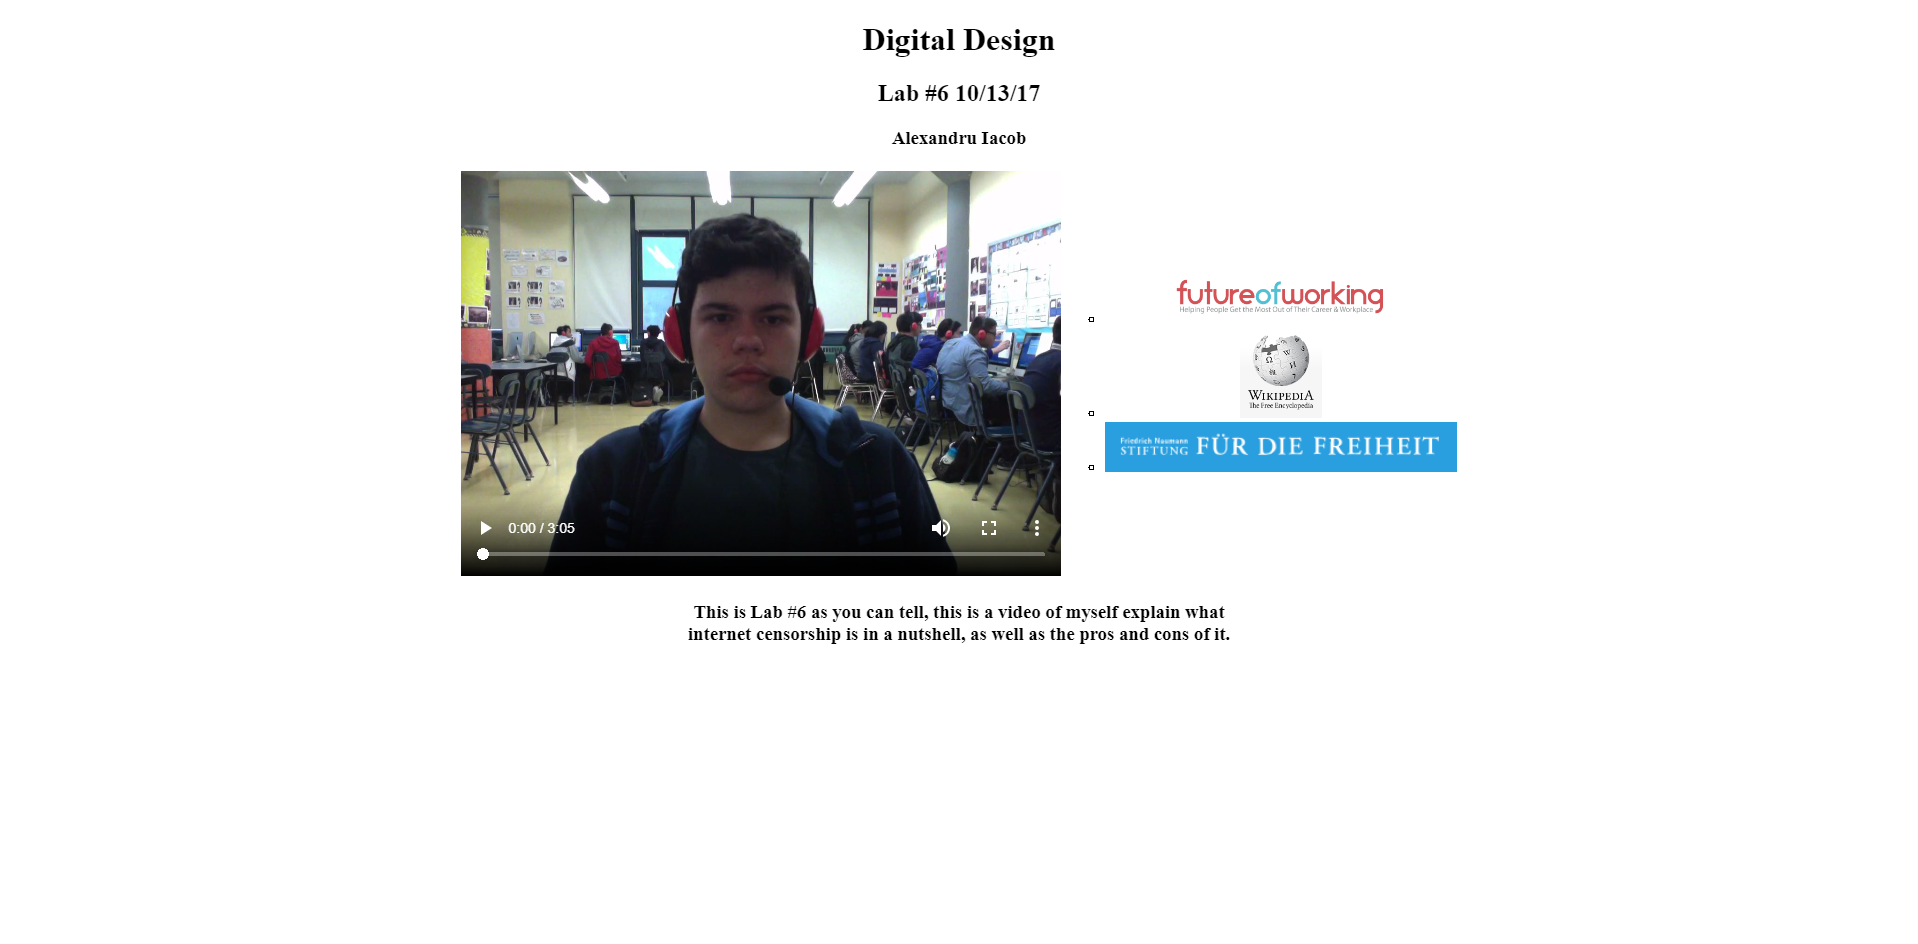 Digital Design
Lab #6 10/13/17
Alexandru Iacob
futureofworking
Helping People Get the Most Out of Their Career & Workplace
WIKIPEDIA
The Free Encyclopedia
Friedrich Naumann
STIFTUNG FÜR DIE FREIHEIT
0:00 / 3:05
This is Lab #6 as you can tell, this is a video of myself explain what
internet censorship is in a nutshell, as well as the pros and cons of it.